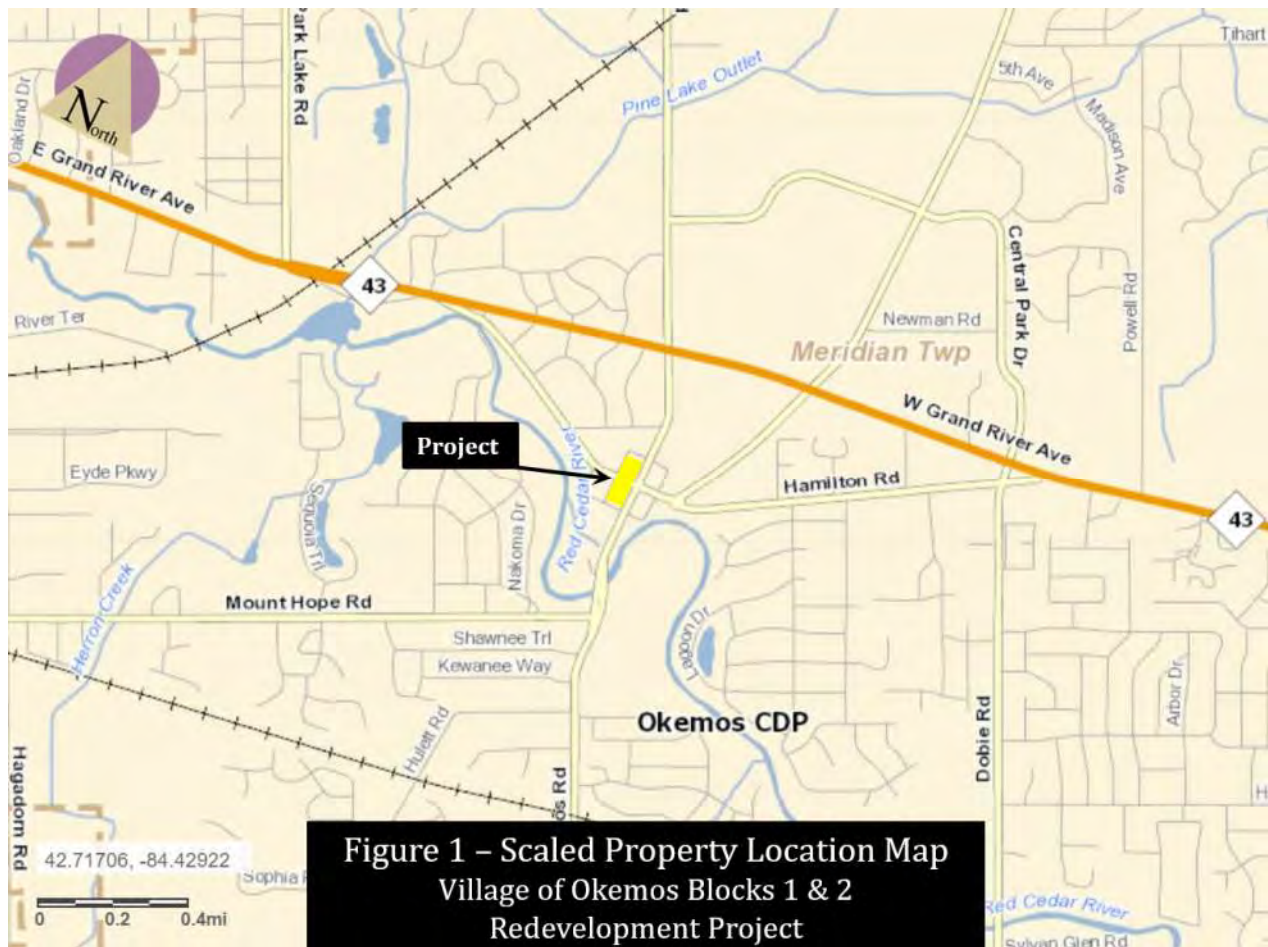 Park Lake Rd
Tihart
5th Ave
Pine Lake Outlet
Madison Ave
North
Oakland Dr
E Grand River Ave
43
Central Park Dr
Powell Rd
River Ter
Newman Rd
Meridian Twp
W Grand River Ave
Project
Eyde Pkwy
Hamilton Rd
Red Cedar River
Sequoia Trl
Nakoma Dr
43
Herron Creek
Mount Hope Rd
Shawnee Trl
Kewanee Way
Lagoon Dr
Arbor Dr
Okemos CDP
Hulett Rd
Dobie Rd
Hagadorn Rd
os Rd
H
42.71706, -84.42922
Sophia
0 0.2 0.4mi
Figure 1 – Scaled Property Location Map
Village of Okemos Blocks 1 & 2
Redevelopment Project
Red Cedar River
Sylvan Glen Rd